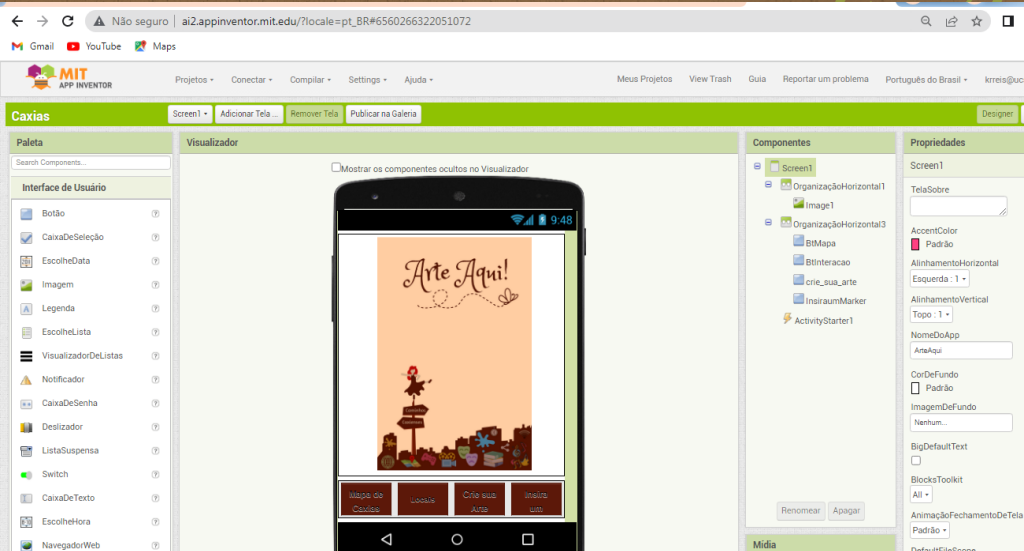 Não seguro | ai2.appinventor.mit.edu/?locale=pt_BR#6560266322051072
Gmail YouTube Maps
MIT
APP INVENTOR
Projetos Conectar Compilar Settings Ajuda Meus Projetos View Trash Guia Reportar um problema Português do Brasil krreis@uc
Caxias Screen1 Adicionar Tela ... Remover Tela Publicar na Galeria Designer
Paleta
Search Components...
Interface de Usuário
Botão ?
CaixaDeSeleção ?
EscolheData ?
Imagem ?
Legenda ?
EscolheLista ?
VisualizadorDeListas ?
Notificador ?
CaixaDeSenha ?
Deslizador ?
ListaSuspensa ?
Switch ?
CaixaDeTexto ?
EscolheHora ?
NavegadorWeb ?
Visualizador
Mostrar os componentes ocultos no Visualizador
9:48
Arte Aqui!
Mapa de
Caxias
Locais
Crie sua
Arte
Insira
um
Componentes
Screen1
OrganizaçãoHorizontal1
Image1
OrganizaçãoHorizontal3
BtMapa
BtInteracao
crie_sua_arte
InsiraumMarker
ActivityStarter1
Renomear Apagar
Mídia
Propriedades
Screen1
TelaSobre
AccentColor
Padrão
AlinhamentoHorizontal
Esquerda : 1
AlinhamentoVertical
Topo : 1
NomeDoApp
ArteAqui
CorDeFundo
Padrão
ImagemDeFundo
Nenhum...
BigDefaultText
BlocksToolkit
All
AnimaçãoFechamentoDeTela
Padrão
DefaultFileScope